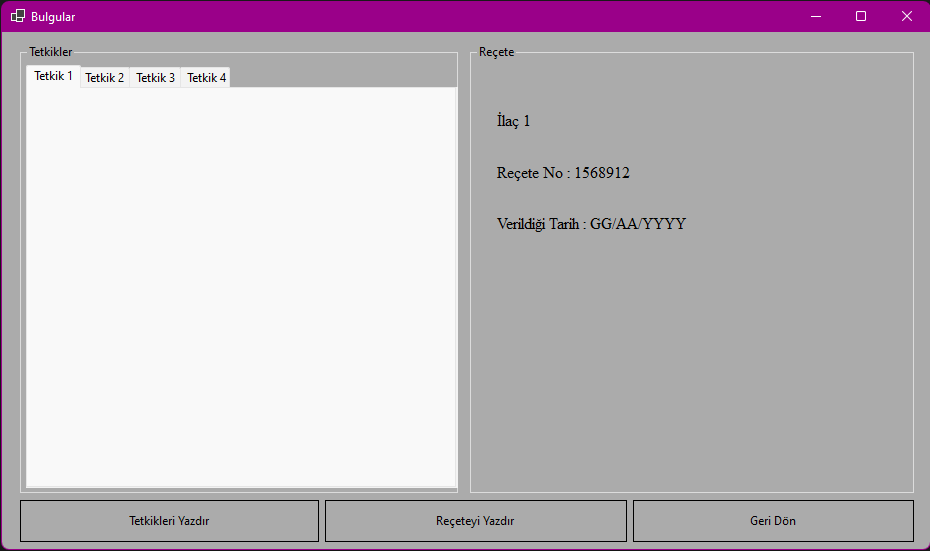 Bulgular
Tetkikler
Tetkik 1 Tetkik 2 Tetkik 3 Tetkik 4
Reçete
İlaç 1
Reçete No : 1568912
Verildiği Tarih : GG/AA/YYYY
Tetkikleri Yazdır
Reçeteyi Yazdır
Geri Dön